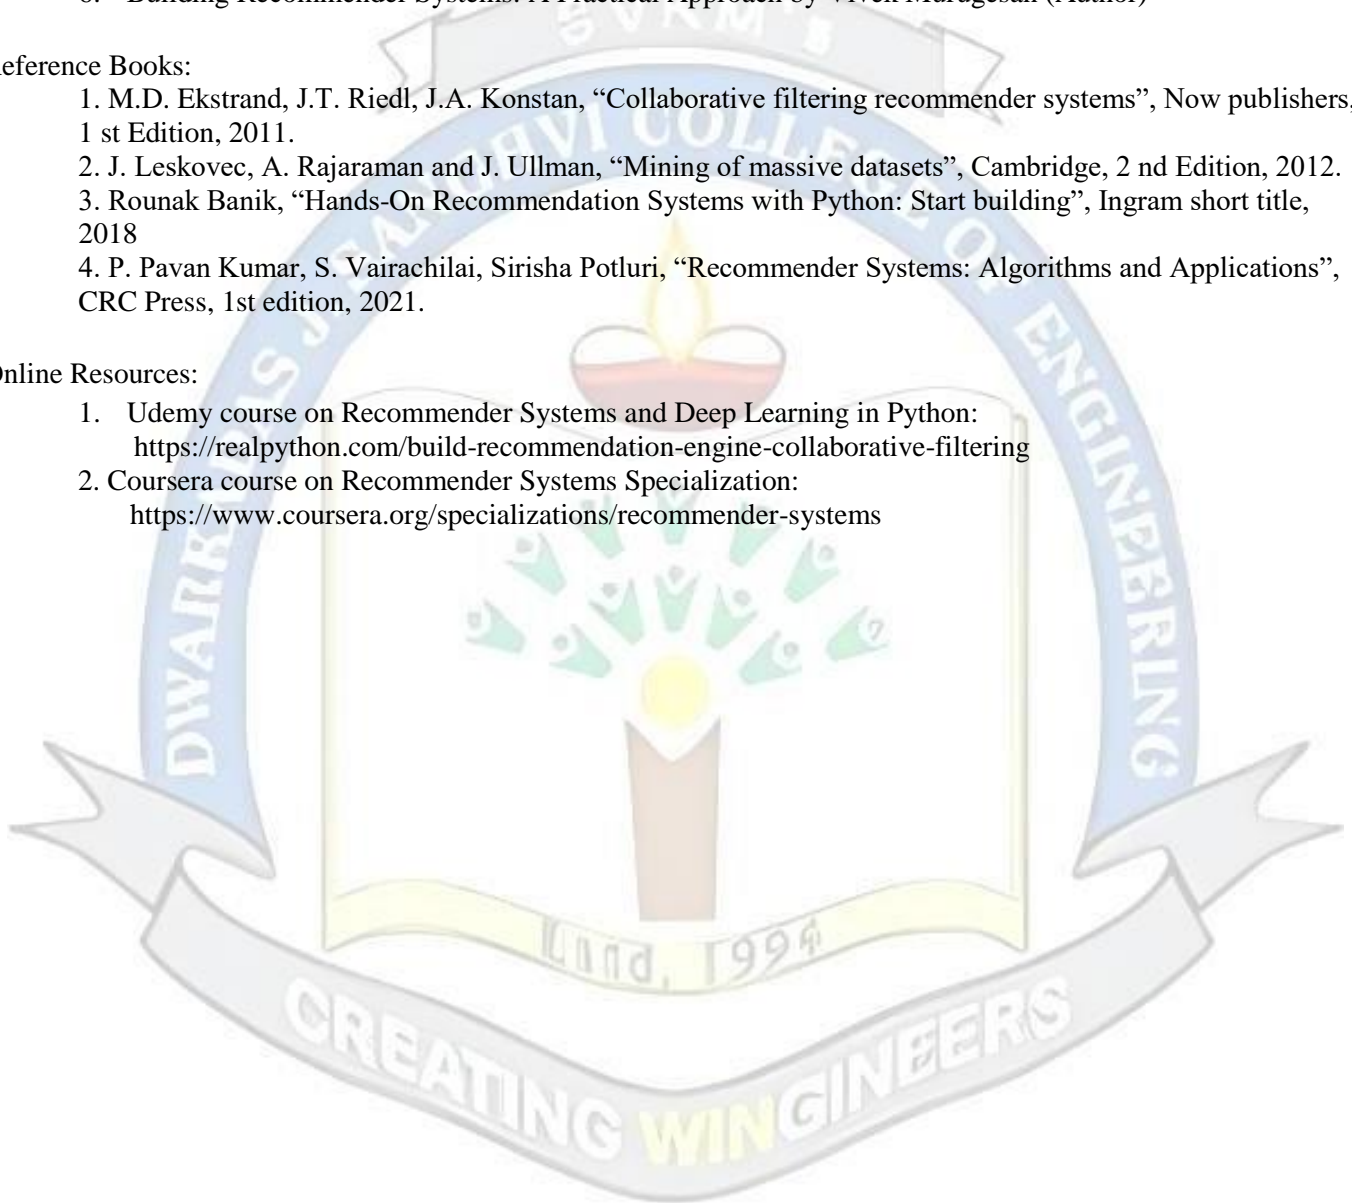 Building Recommender Systems: A Practical Approach by Vivek Murugesan (Author)
SVKM'S
eference Books:
1. M.D. Ekstrand, J.T. Riedl, J.A. Konstan, “Collaborative filtering recommender systems”, Now publishers,
1 st Edition, 2011.
2. J. Leskovec, A. Rajaraman and J. Ullman, “Mining of massive datasets”, Cambridge, 2 nd Edition, 2012.
3. Rounak Banik, “Hands-On Recommendation Systems with Python: Start building”, Ingram short title,
2018
4. P. Pavan Kumar, S. Vairachilai, Sirisha Potluri, “Recommender Systems: Algorithms and Applications”,
CRC Press, 1st edition, 2021.
nline Resources:
1. Udemy course on Recommender Systems and Deep Learning in Python:
https://realpython.com/build-recommendation-engine-collaborative-filtering
2. Coursera course on Recommender Systems Specialization:
https://www.coursera.org/specializations/recommender-systems
DWARKADAS J. SANGHVI COLLEGE OF ENGINEERING
1994
CREATING WINGINEERS